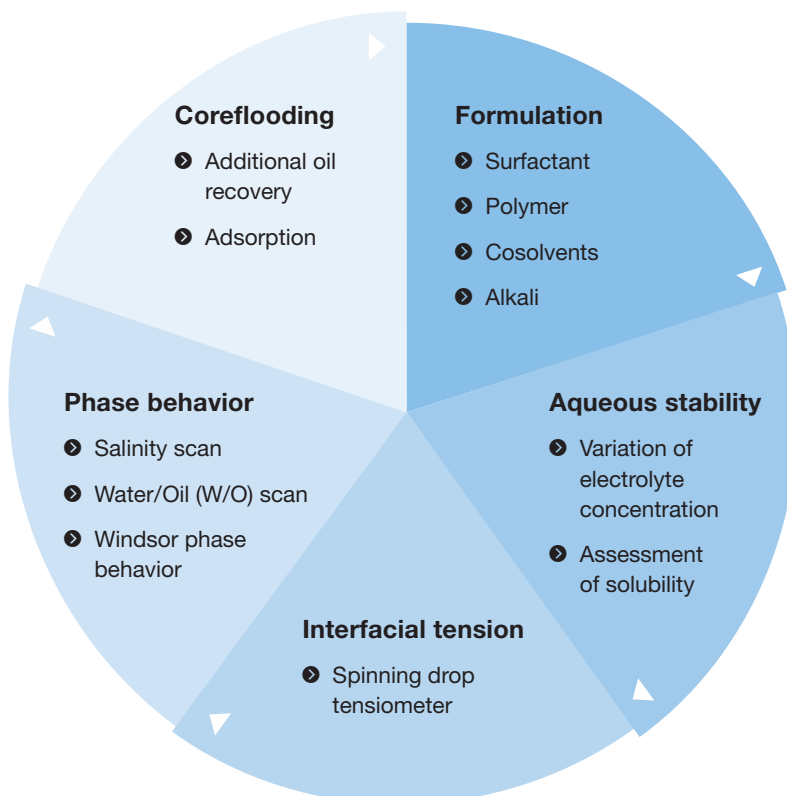 Coreflooding
Additional oil
recovery
Adsorption
Formulation
Surfactant
Polymer
Cosolvents
Alkali
Phase behavior
Salinity scan
Water/Oil (W/O) scan
Windsor phase
behavior
Aqueous stability
Variation of
electrolyte
concentration
Assessment
of solubility
Interfacial tension
Spinning drop
tensiometer